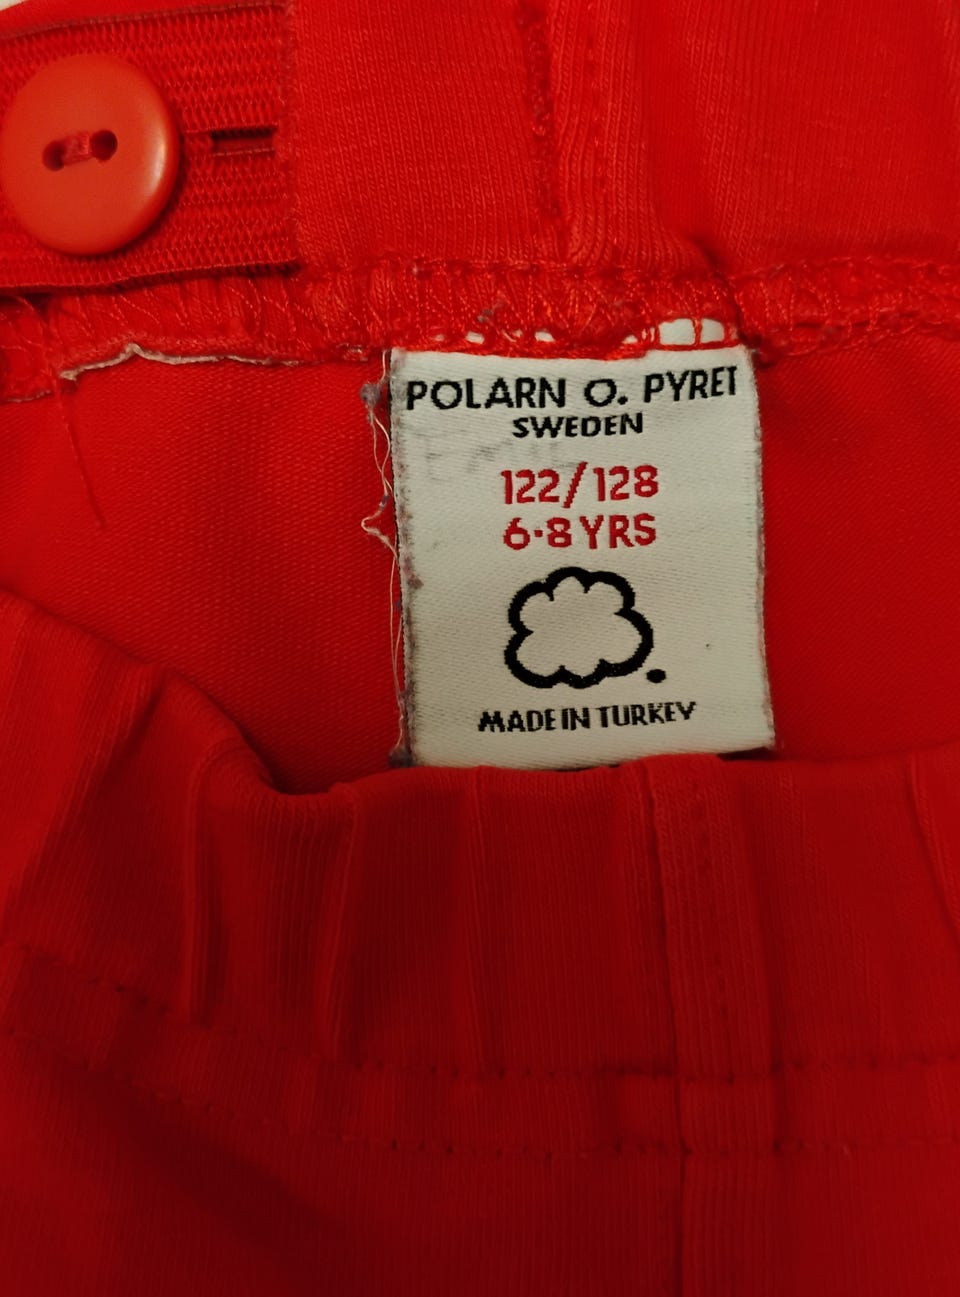 POLARN O. PYRET
SWEDEN
122/128
6-8 YRS
MADE IN TURKEY